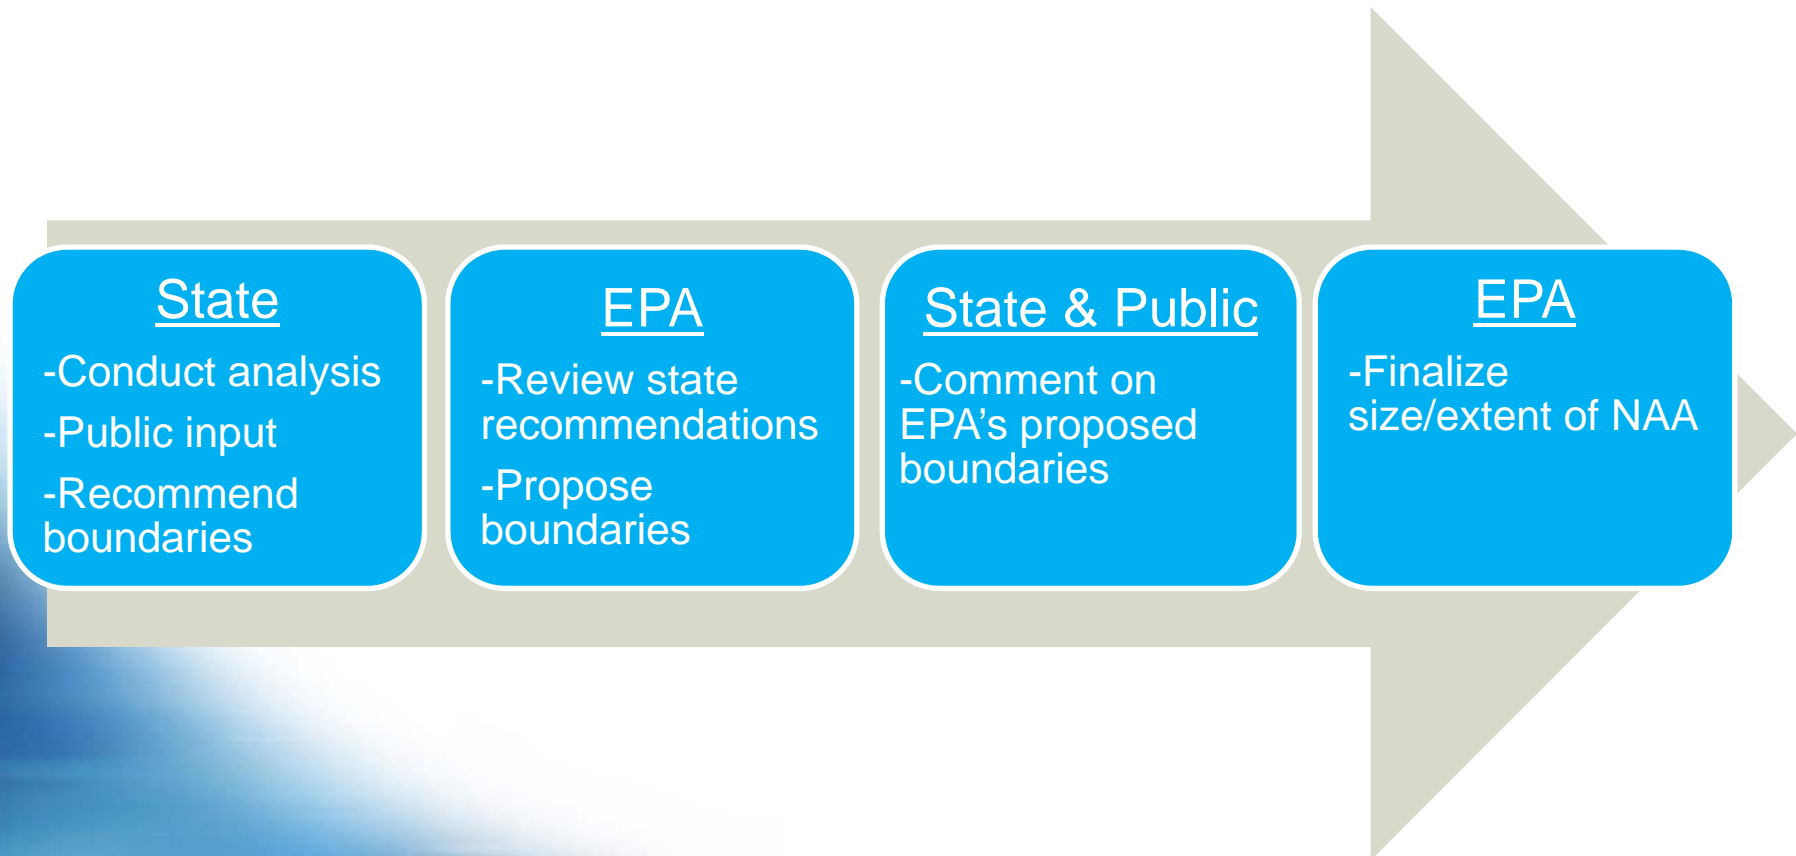 State
-Conduct analysis
-Public input
-Recommend
boundaries
EPA
-Review state
recommendations
-Propose
boundaries
State & Public
-Comment on
EPA’s proposed
boundaries
EPA
-Finalize
size/extent of NAA